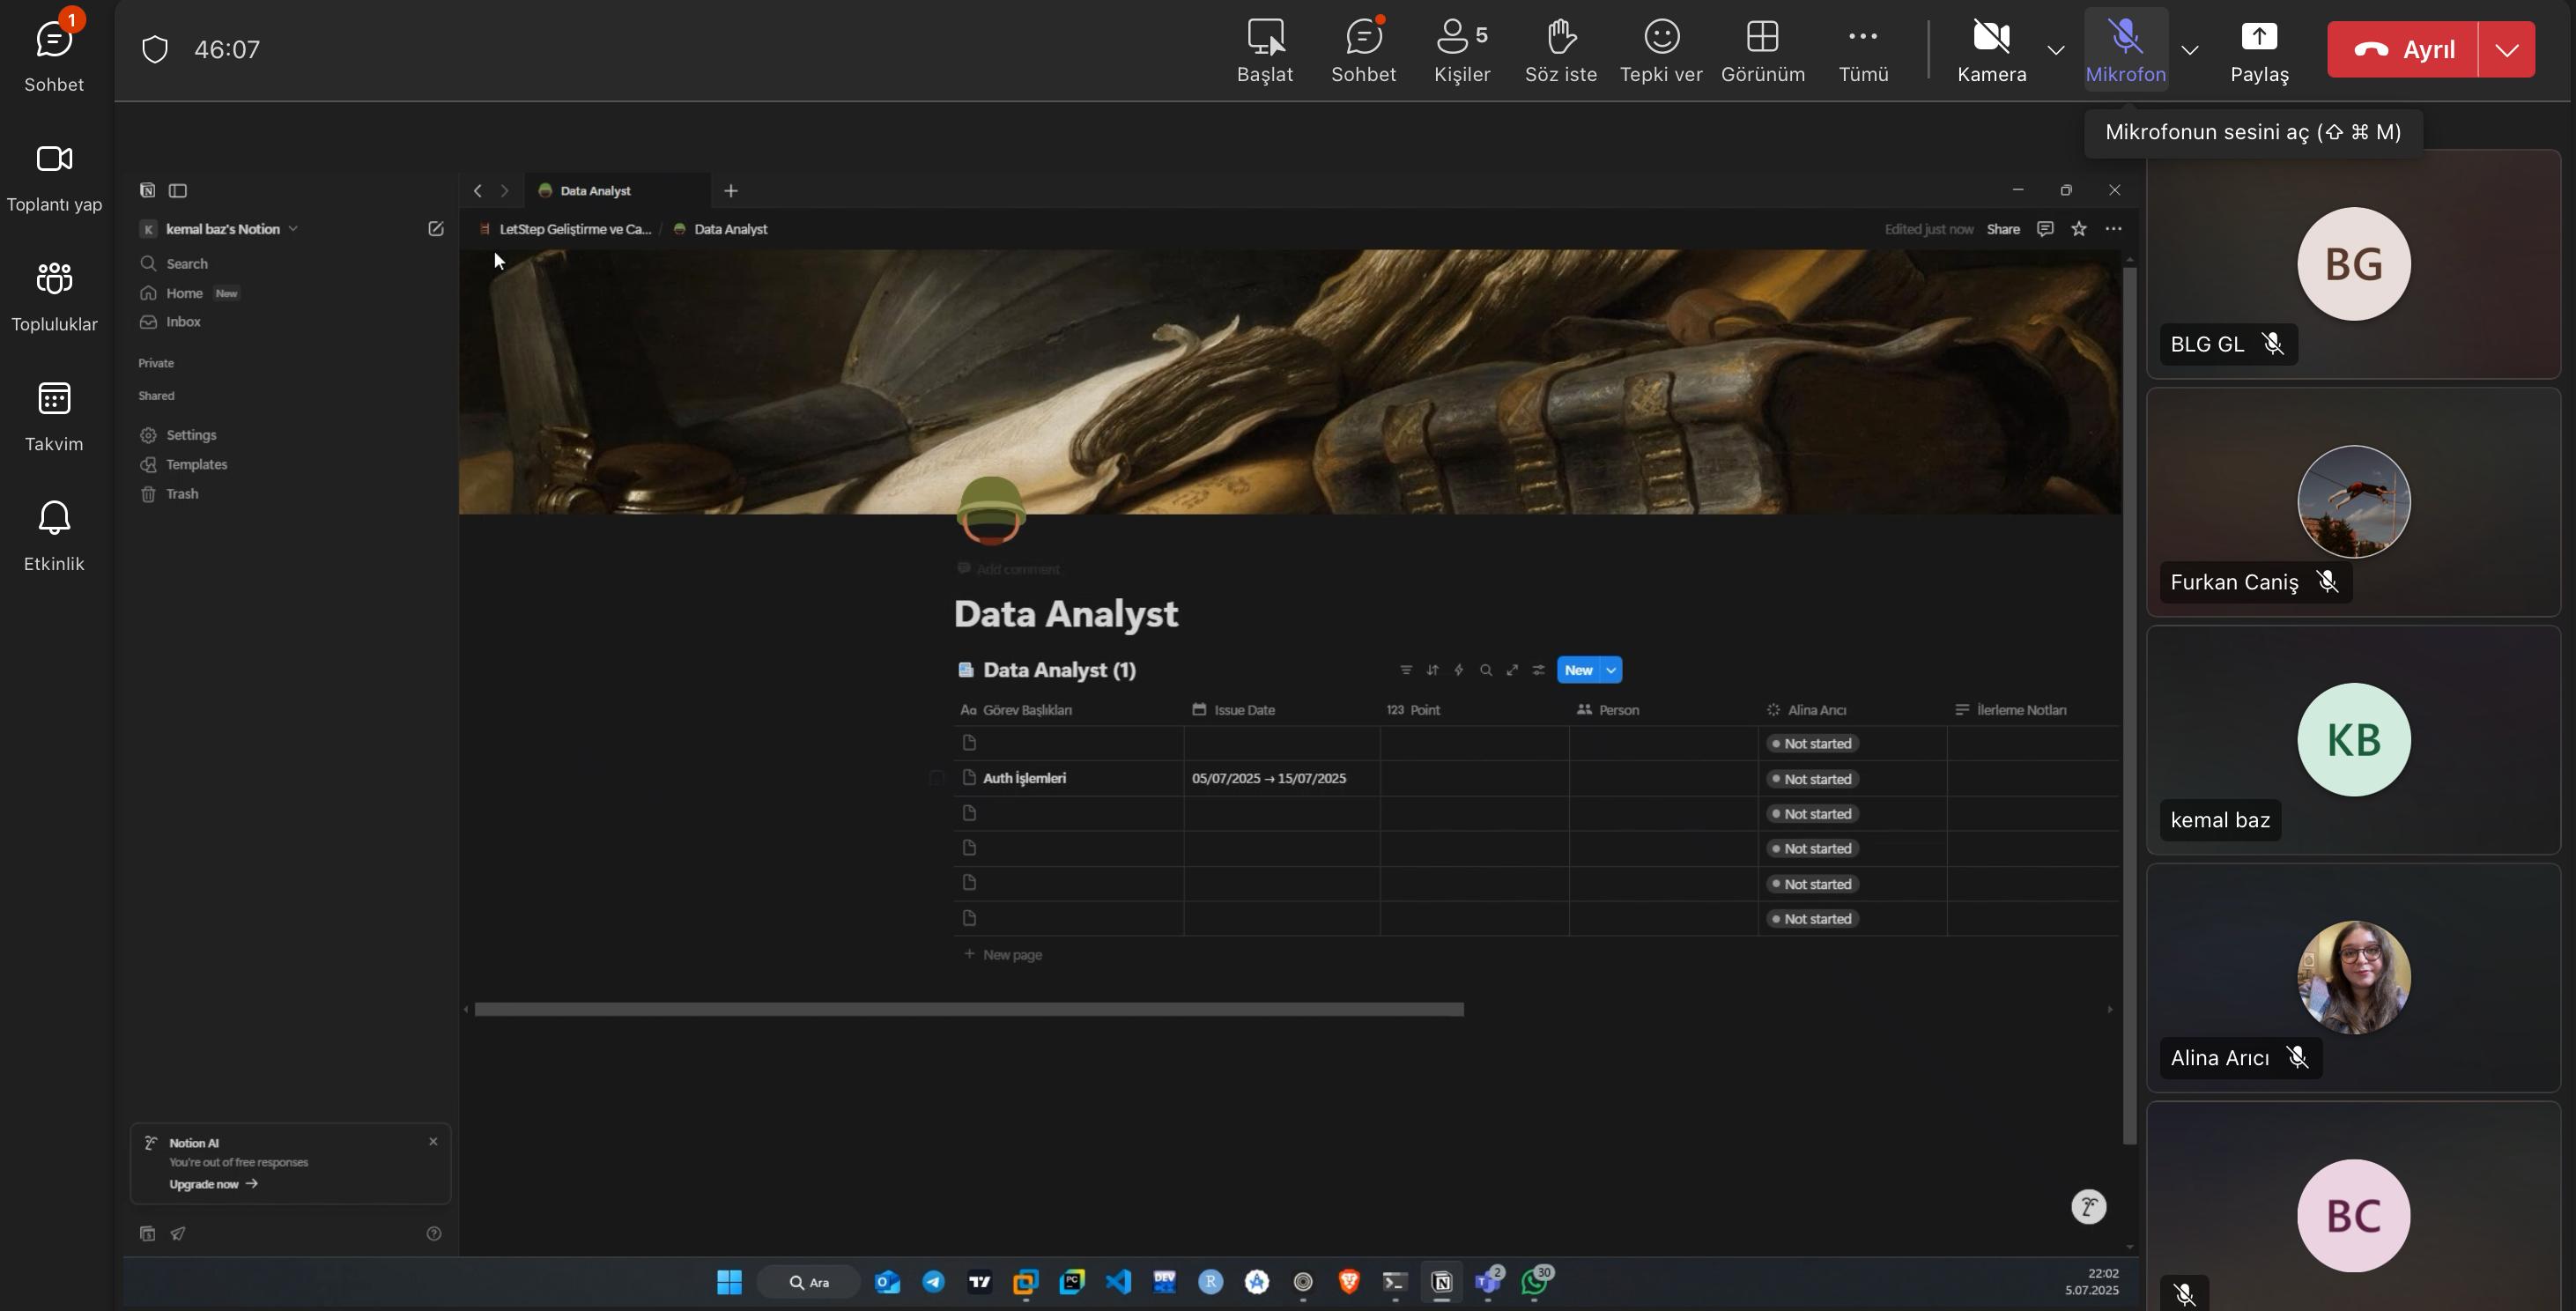 1
Sohbet
Toplantı yap
Topluluklar
Takvim
Etkinlik
46:07
Başlat
Sohbet
5
Kişiler
Söz iste
Tepki ver
Görünüm
Tümü
Kamera
Mikrofon
Paylaş
Ayrıl
Mikrofonun sesini aç (⇧ ⌘ M)
Data Analyst
K kemal baz's Notion
Search
Home New
Inbox
Private
Shared
Settings
Templates
Trash
LetStep Geliştirme ve Ca... / Data Analyst
Edited just now Share
Add comment
Data Analyst
Data Analyst (1)
New
Aa Görev Başlıkları Issue Date 123 Point Person Alina Arıcı İlerleme Notları
Not started
Auth İşlemleri 05/07/2025 → 15/07/2025 Not started
Not started
Not started
Not started
Not started
+ New page
Notion AI
You're out of free responses
Upgrade now →
Ara
PC
DEV
R
2
30
22:02
5.07.2025
BG
BLG GL
Furkan Caniş
KB
kemal baz
Alina Arıcı
BC